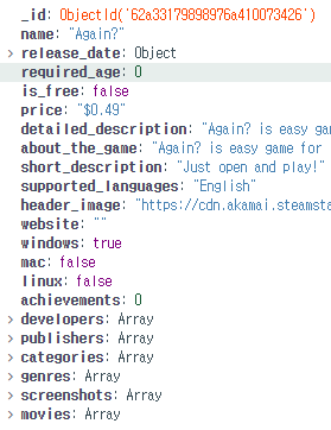 _id: ObjectId('62a33179898976a410073426')
name: "Again?"
> release_date: Object
required_age: 0
is_free: false
price: "$0.49"
detailed_description: "Again? is easy gam
about_the_game: "Again? is easy game for
short_description: "Just open and play!"
supported_languages: "English"
header_image: "https://cdn.akamai.steamsta
website: ""
windows: true
mac: false
linux: false
achievements: 0
> developers: Array
> publishers: Array
> categories: Array
> genres: Array
> screenshots: Array
> movies: Array